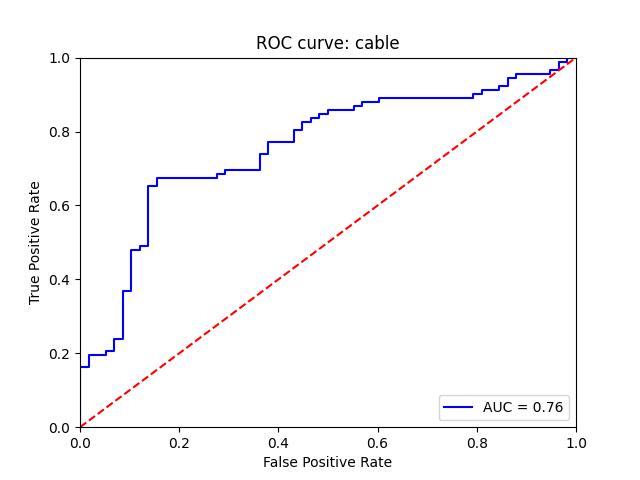 ROC curve: cable
1.0
0.8
0.6
0.4
0.2
0.0
True Positive Rate
AUC = 0.76
0.0 0.2 0.4 0.6 0.8 1.0
False Positive Rate